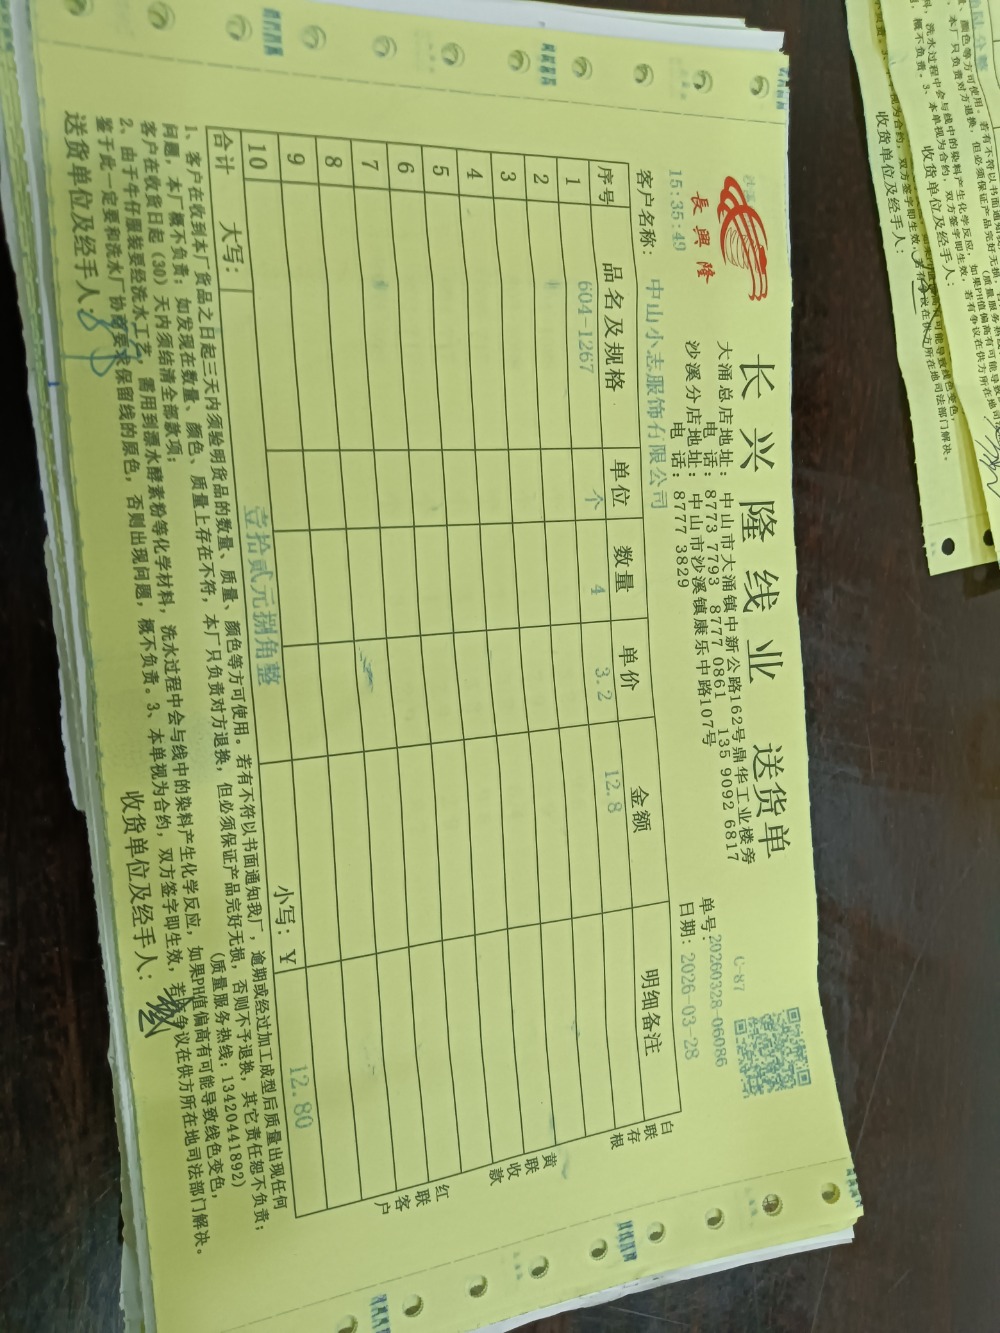 长兴隆线业 送货单
長興隆
大涌总店地址：中山市大涌镇中新公路162号鼎华工业楼旁
电话：8773 7793 8777 0861 135 9092 6817
沙溪分店地址：中山市沙溪镇康乐中路107号
电话：8777 3829
C-87
单号：20260328-06086
15:35:49
日期：2026-03-28
客户名称：中山小志服饰有限公司
序号 品名及规格 单位 数量 单价 金额 明细备注
1 604-1267 个 4 3.2 12.8
2
3
4
5
6
7
8
9
10
合计 大写：壹拾贰元捌角整 小写：Y 12.80
白联存根
黄联收款
红联客户
1、客户在收到本厂货品之日起三天内须验明货品的数量、质量、颜色等方可使用。若有不符以书面通知我厂，逾期或经过加工成型后质量出现任何
问题，本厂概不负责；如发现在数量、颜色、质量上存在不符，本厂只负责对方退换，但必须保证产品完好无损，否则不予退换，其它责任恕不负责；
客户在收货日起（30）天内须结清全部款项； (质量服务热线：13420441892)
2、由于牛仔服装要经洗水工艺，需用到漂水酵素粉等化学材料，洗水过程中会与线中的染料产生化学反应，如果PH值偏高有可能导致线色变色，
鉴于此一定要和洗水厂协商要求保留线的原色，否则出现问题，概不负责。3、本单视为合约，双方签字即生效，若有争议在供方所在地司法部门解决。
送货单位及经手人： 收货单位及经手人：
收货单位及经手人：
收货单位及经手人：